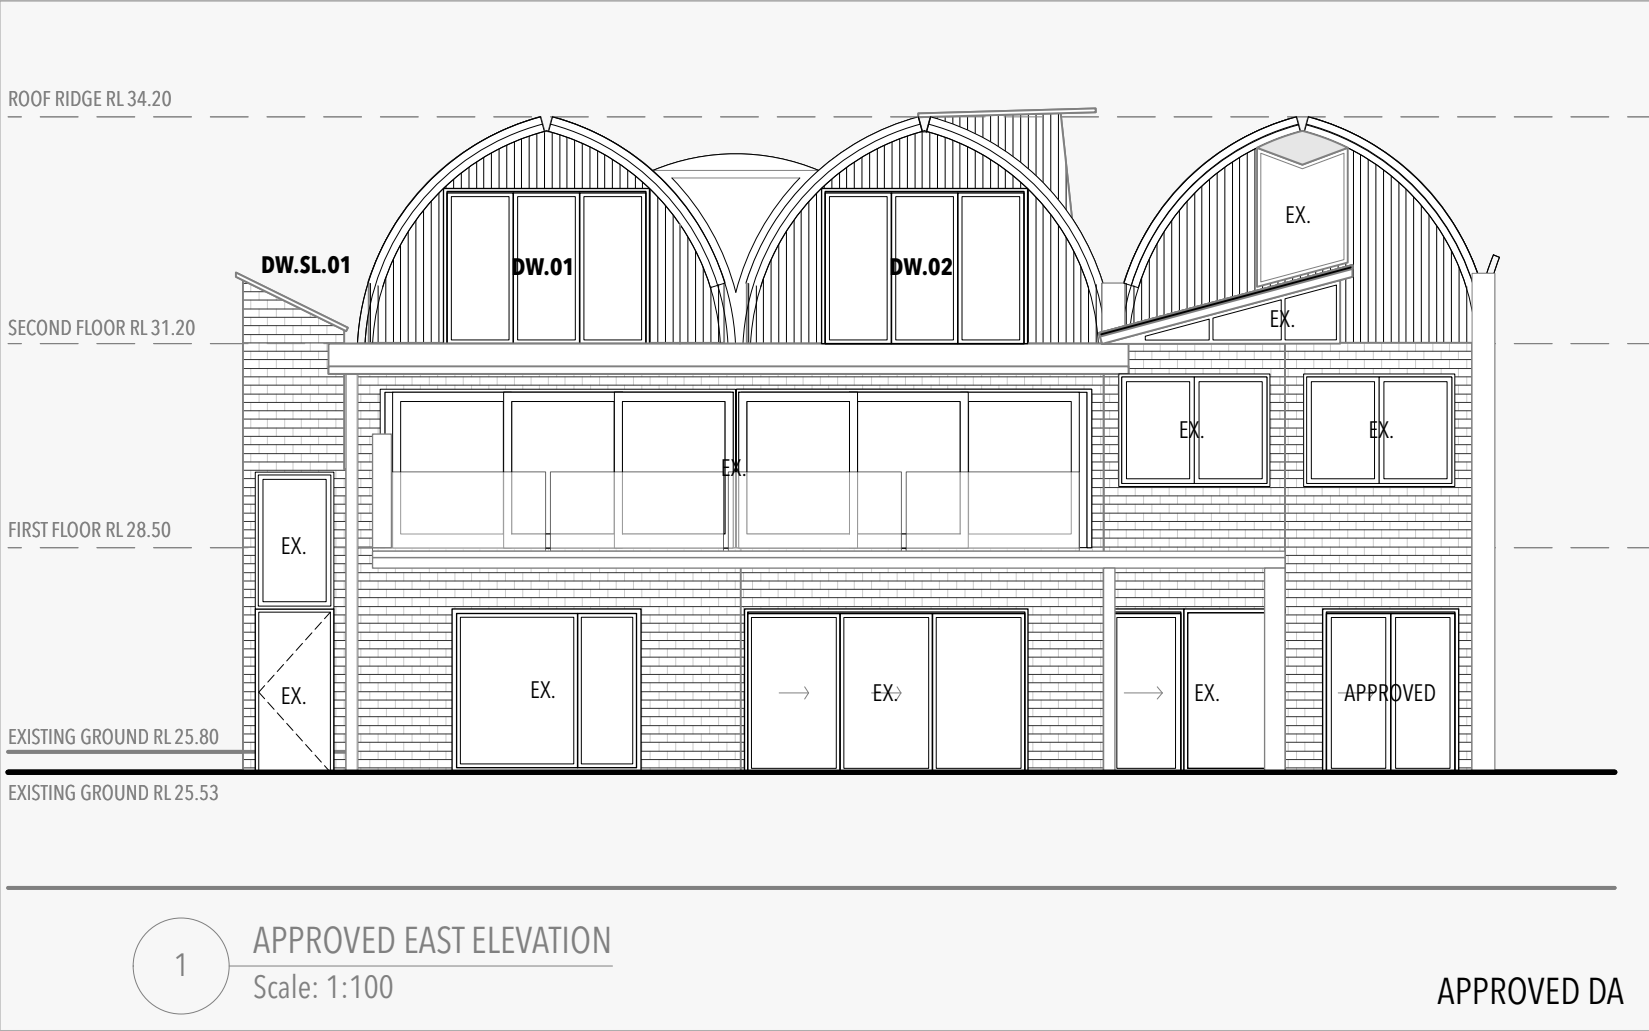 ROOF RIDGE RL 34.20
EX.
DW.SL.01
DW.01
DW.02
SECOND FLOOR RL 31.20
EX.
EX.
EX.
EX.
FIRST FLOOR RL 28.50
EX.
EX.
EX.
EX.
EX.
APPROVED
EXISTING GROUND RL 25.80
EXISTING GROUND RL 25.53
1
APPROVED EAST ELEVATION
Scale: 1:100
APPROVED DA